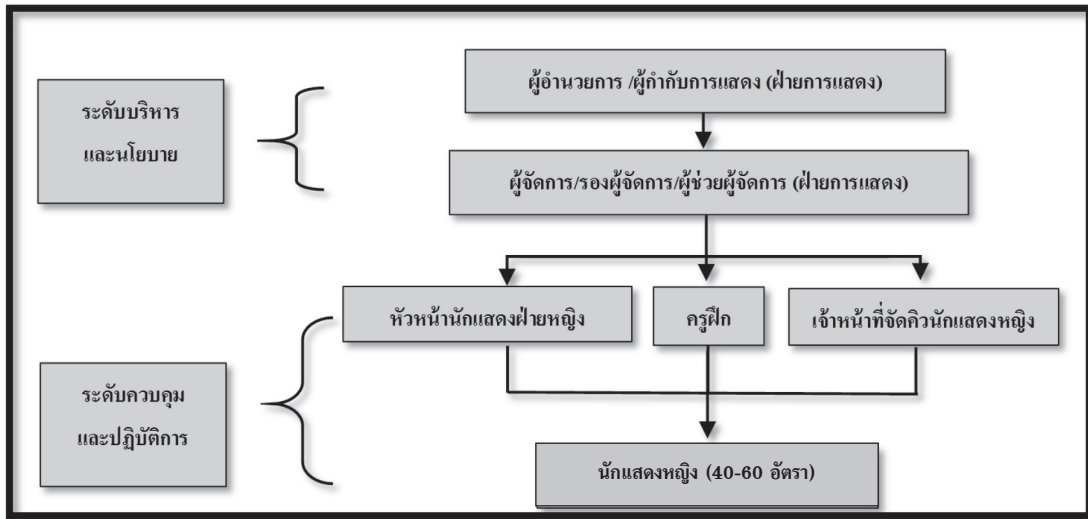 ผู้อำนวยการ /ผู้กำกับการแสดง (ฝ่ายการแสดง)
ระดับบริหาร
และนโยบาย
ผู้จัดการ/รองผู้จัดการ/ผู้ช่วยผู้จัดการ (ฝ่ายการแสดง)
หัวหน้านักแสดงฝ่ายหญิง
ครูฝึก
เจ้าหน้าที่จัดคิวนักแสดงหญิง
ระดับควบคุม
และปฏิบัติการ
นักแสดงหญิง (40-60 อัตรา)